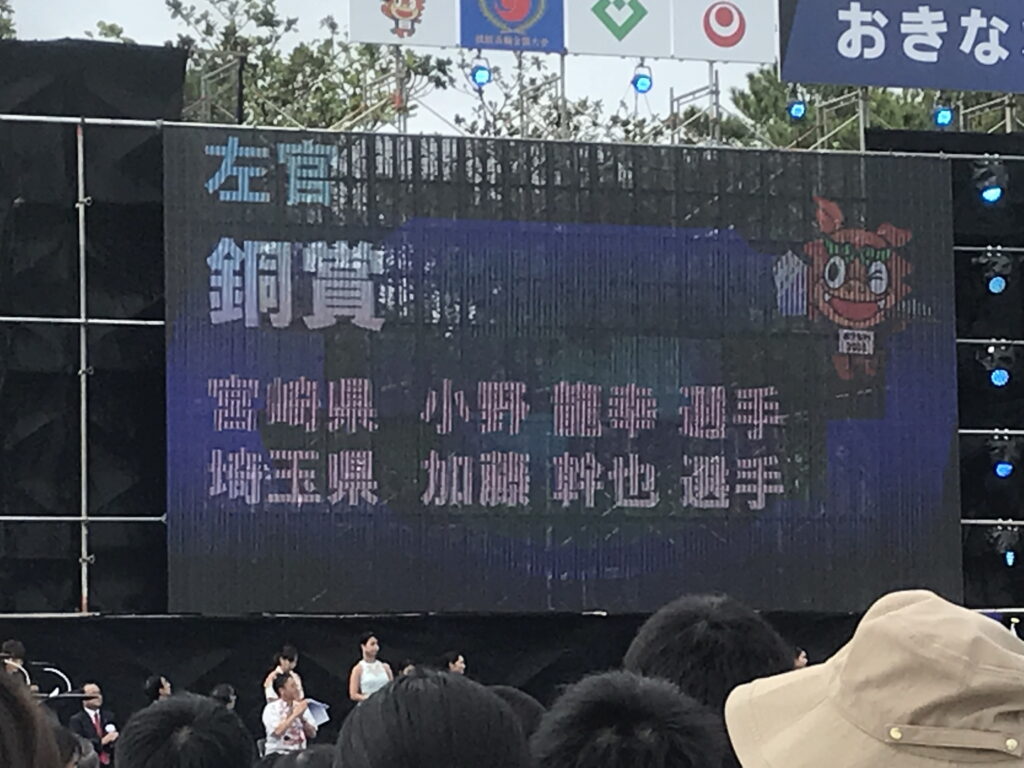 おきな
左官
銅賞
宮崎県 小野 龍幸 選手
埼玉県 加藤 幹也 選手